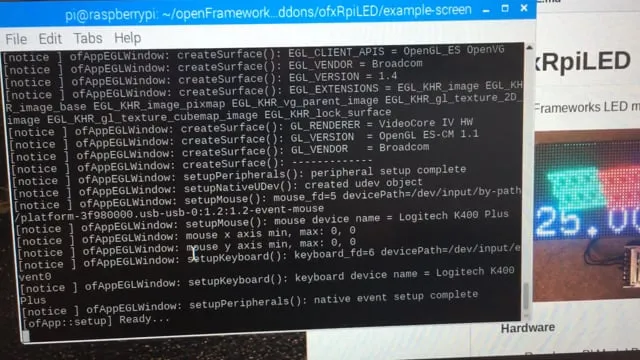 pi@raspberrypi: ~/openFramework...ddons/ofxRpiLED/example-screen
File Edit Tabs Help
[notice ] ofAppEGLWindow: createSurface(): EGL_CLIENT_APIS = OpenGL_ES OpenVG
[notice ] ofAppEGLWindow: createSurface(): EGL_VENDOR = Broadcom
[notice ] ofAppEGLWindow: createSurface(): EGL_VERSION = 1.4
[notice ] ofAppEGLWindow: createSurface(): EGL_EXTENSIONS = EGL_KHR_image EGL_KH
R_image_base EGL_KHR_image_pixmap EGL_KHR_vg_parent_image EGL_KHR_gl_texture_2D_
image EGL_KHR_gl_texture_cubemap_image EGL_KHR_lock_surface
[notice ] ofAppEGLWindow: createSurface(): GL_RENDERER = VideoCore IV HW
[notice ] ofAppEGLWindow: createSurface(): GL_VERSION = OpenGL ES-CM 1.1
[notice ] ofAppEGLWindow: createSurface(): GL_VENDOR = Broadcom
[notice ] ofAppEGLWindow: createSurface(): -------------
[notice ] ofAppEGLWindow: setupPeripherals(): peripheral setup complete
[notice ] ofAppEGLWindow: setupNativeUDev(): created udev object
[notice ] ofAppEGLWindow: setupMouse(): mouse_fd=5 devicePath=/dev/input/by-path
/platform-3f980000.usb-usb-0:1.2:1.2-event-mouse
[notice ] ofAppEGLWindow: setupMouse(): mouse device name = Logitech K400 Plus
[notice ] ofAppEGLWindow: mouse x axis min, max: 0, 0
[notice ] ofAppEGLWindow: mouse y axis min, max: 0, 0
[notice ] ofAppEGLWindow: setupKeyboard(): keyboard_fd=6 devicePath=/dev/input/e
vent0
[notice ] ofAppEGLWindow: setupKeyboard(): keyboard device name = Logitech K400
Plus
[notice ] ofAppEGLWindow: setupPeripherals(): native event setup complete
[ofApp::setup] Ready...
xRpiLED
Frameworks LED m
25.0
Hardware